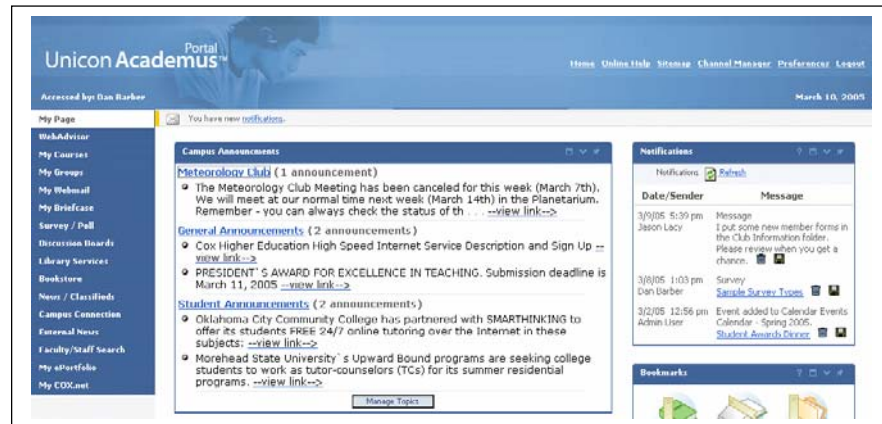 Portal
Unicon Academus™
Home Online Help Sitemap Channel Manager Preferences Logout
Accessed by: Dan Barber
March 10, 2005
My Page
WebAdvisor
My Courses
My Groups
My Webmail
My Briefcase
Survey / Poll
Discussion Boards
Library Services
Bookstore
News / Classifieds
Campus Connection
External News
Faculty/Staff Search
My ePortfolio
My COX.net
You have new notifications.
Campus Announcments
Meteorology Club (1 announcement)
The Meteorology Club Meeting has been canceled for this week (March 7th).
We will meet at our normal time next week (March 14th) in the Planetarium.
Remember - you can always check the status of th . . . --view link-->
General Announcements (2 announcements)
Cox Higher Education High Speed Internet Service Description and Sign Up --
view link-->
PRESIDENT`S AWARD FOR EXCELLENCE IN TEACHING. Submission deadline is
March 11, 2005 --view link-->
Student Announcements (2 announcements)
Oklahoma City Community College has partnered with SMARTHINKING to
offer its students FREE 24/7 online tutoring over the Internet in these
subjects: --view link-->
Morehead State University`s Upward Bound programs are seeking college
students to work as tutor-counselors (TCs) for its summer residential
programs. --view link-->
Manage Topics
Notifications
Notifications Refresh
Date/Sender Message
3/9/05 5:39 pm Message
Jason Lacy I put some new member forms in
the Club Information folder.
Please review when you get a
chance.
3/8/05 1:03 pm Survey
Dan Barber Sample Survey Types
3/2/05 12:56 pm Event added to Calendar Events
Admin User Calendar - Spring 2005.
Student Awards Dinner
Bookmarks